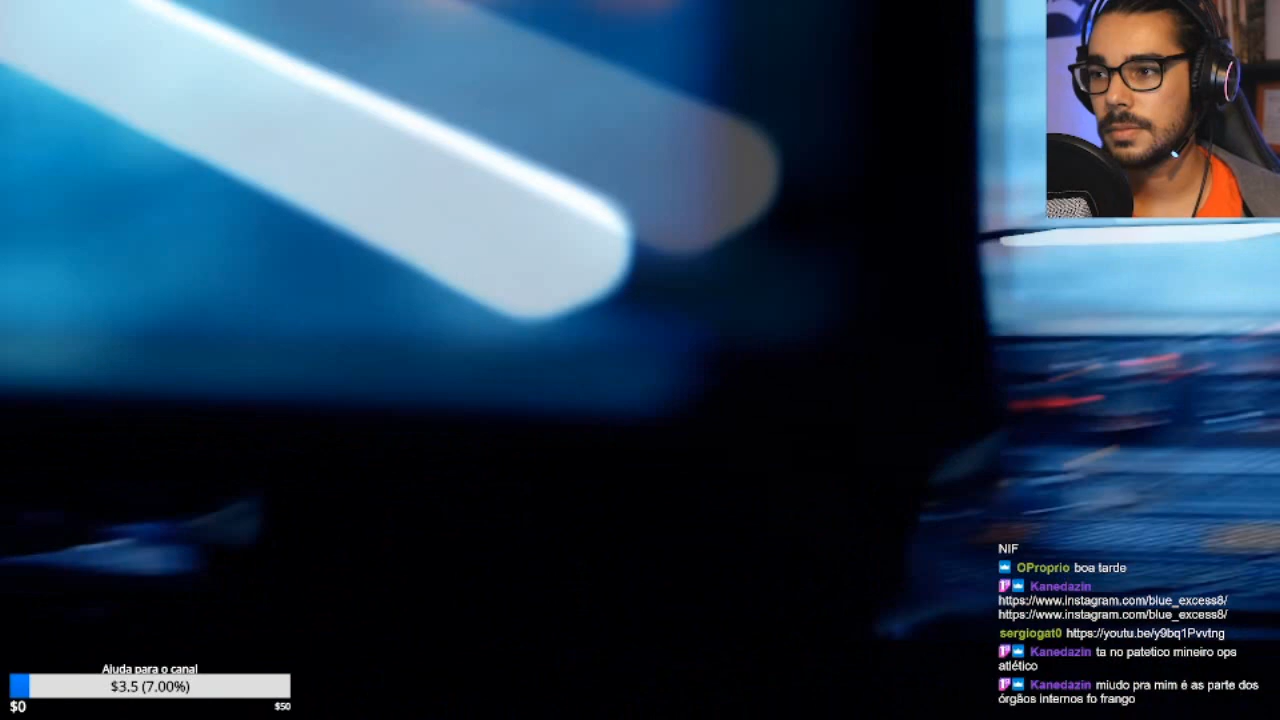 NIF
OProprio boa tarde
Kanedazin
https://www.instagram.com/blue_excess8/
https://www.instagram.com/blue_excess8/
sergiogat0 https://youtu.be/y9bq1Pvvtng
Kanedazin ta no patetico mineiro ops
atlético
Kanedazin miudo pra mim é as parte dos
órgãos internos fo frango
Ajuda para o canal
$3.5 (7.00%)
$0
$50